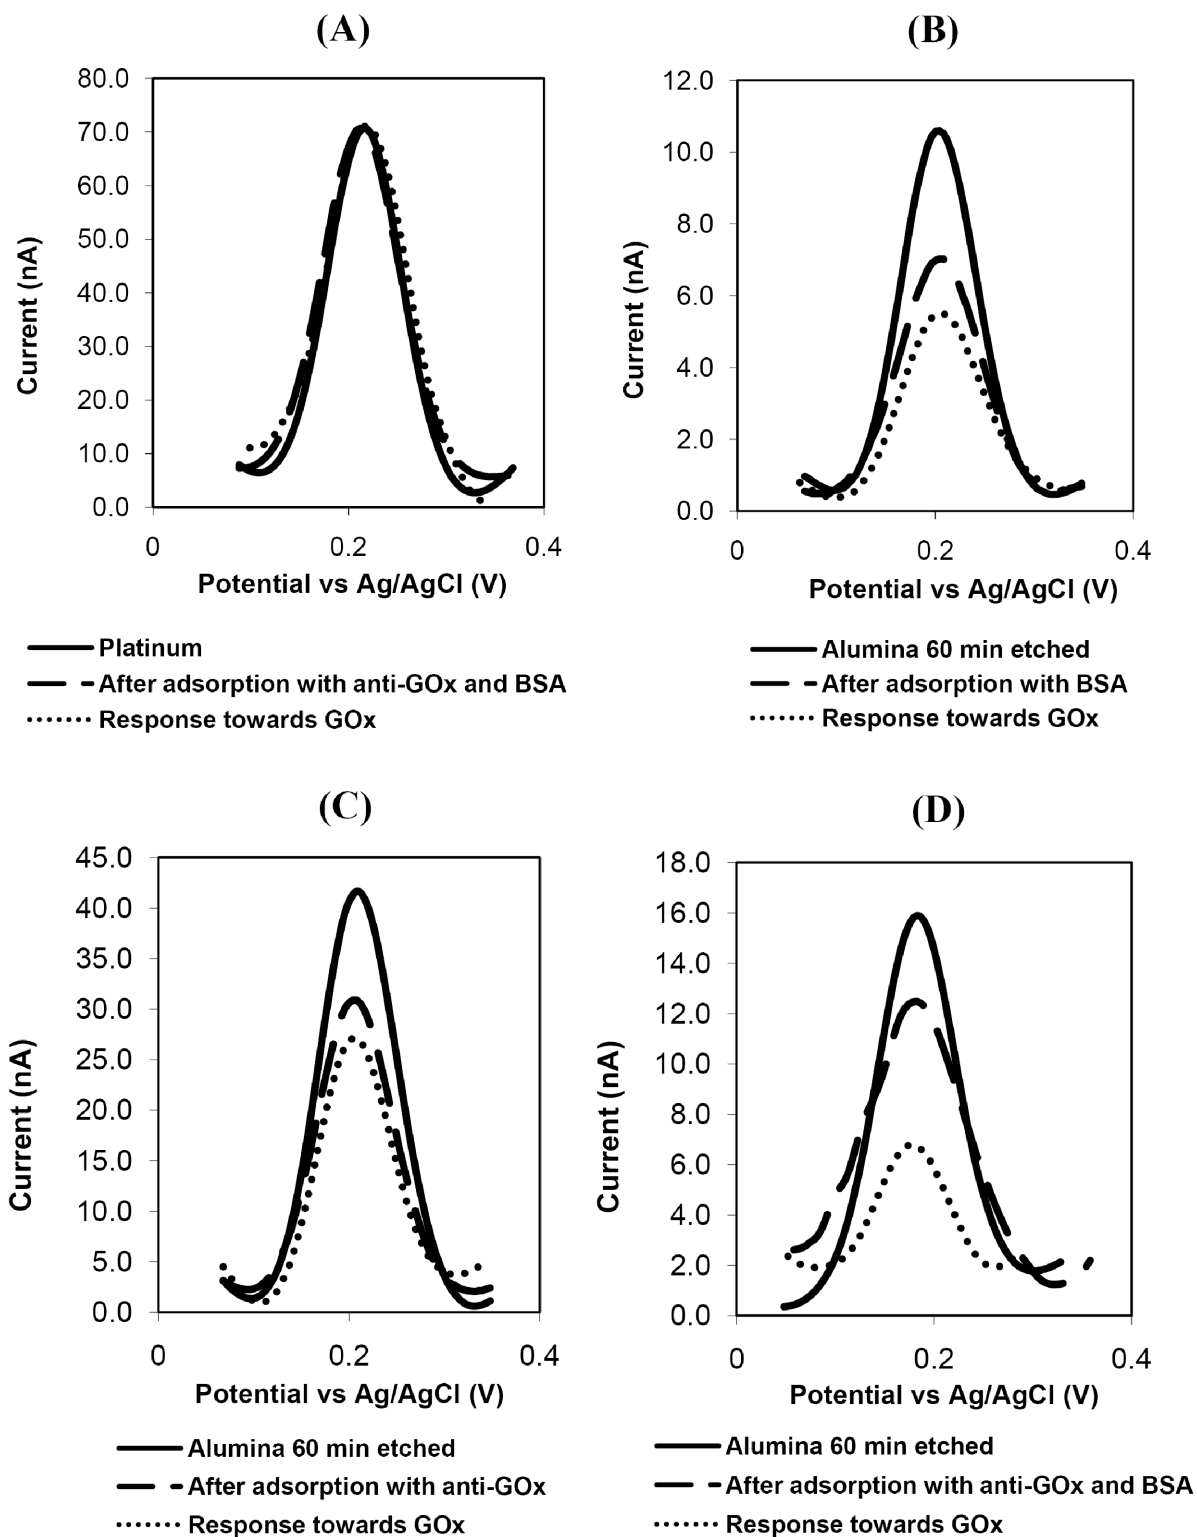 (A)
80.0
70.0
60.0
50.0
40.0
30.0
20.0
10.0
0.0
Current (nA)
0 0.2 0.4
Potential vs Ag/AgCl (V)
Platinum
After adsorption with anti-GOx and BSA
Response towards GOx
(B)
12.0
10.0
8.0
6.0
4.0
2.0
0.0
Current (nA)
0 0.2 0.4
Potential vs Ag/AgCl (V)
Alumina 60 min etched
After adsorption with BSA
Response towards GOx
(C)
45.0
40.0
35.0
30.0
25.0
20.0
15.0
10.0
5.0
0.0
Current (nA)
0 0.2 0.4
Potential vs Ag/AgCl (V)
Alumina 60 min etched
After adsorption with anti-GOx
Response towards GOx
(D)
18.0
16.0
14.0
12.0
10.0
8.0
6.0
4.0
2.0
0.0
Current (nA)
0 0.2 0.4
Potential vs Ag/AgCl (V)
Alumina 60 min etched
After adsorption with anti-GOx and BSA
Response towards GOx